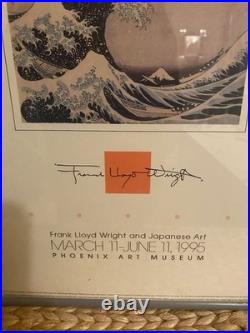 Frank Lloyd Wright
Frank Lloyd Wright and Japanese Art
MARCH 11-JUNE 11, 1995
PHOENIX ART MUSEUM